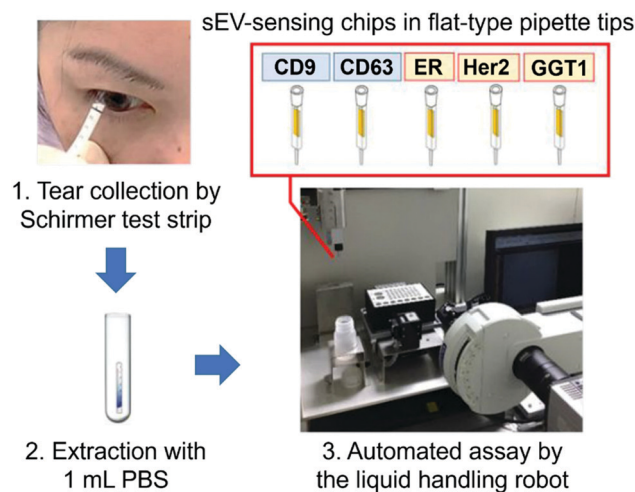 sEV-sensing chips in flat-type pipette tips
CD9 CD63 ER Her2 GGT1
1. Tear collection by
Schirmer test strip
2. Extraction with
1 mL PBS
3. Automated assay by
the liquid handling robot